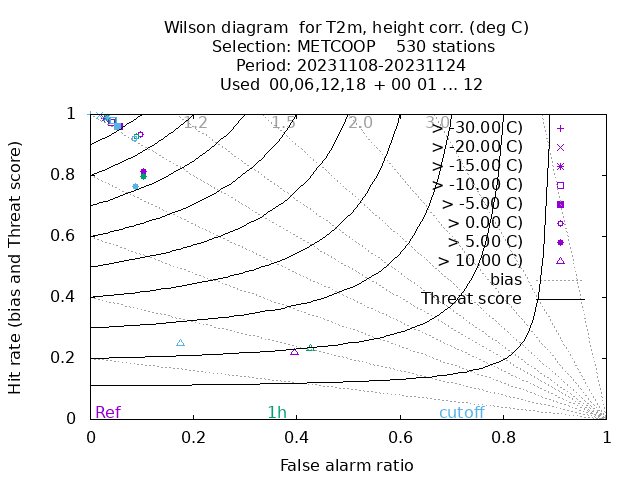 Wilson diagram  for T2m, height corr. (deg C)
Selection: METCOOP    530 stations
Period: 20231108-20231124
Used 00,06,12,18 + 00 01 ... 12
Hit rate (bias and Threat score)
1
0.8
0.6
0.4
0.2
0
1.2
1.5
2.0
3.0
> -30.00 C)
> -20.00 C)
> -15.00 C)
> -10.00 C)
> -5.00 C)
> 0.00 C)
> 5.00 C)
> 10.00 C)
bias
Threat score
Ref
1h
cutoff
0
0.2
0.4
0.6
0.8
1
False alarm ratio